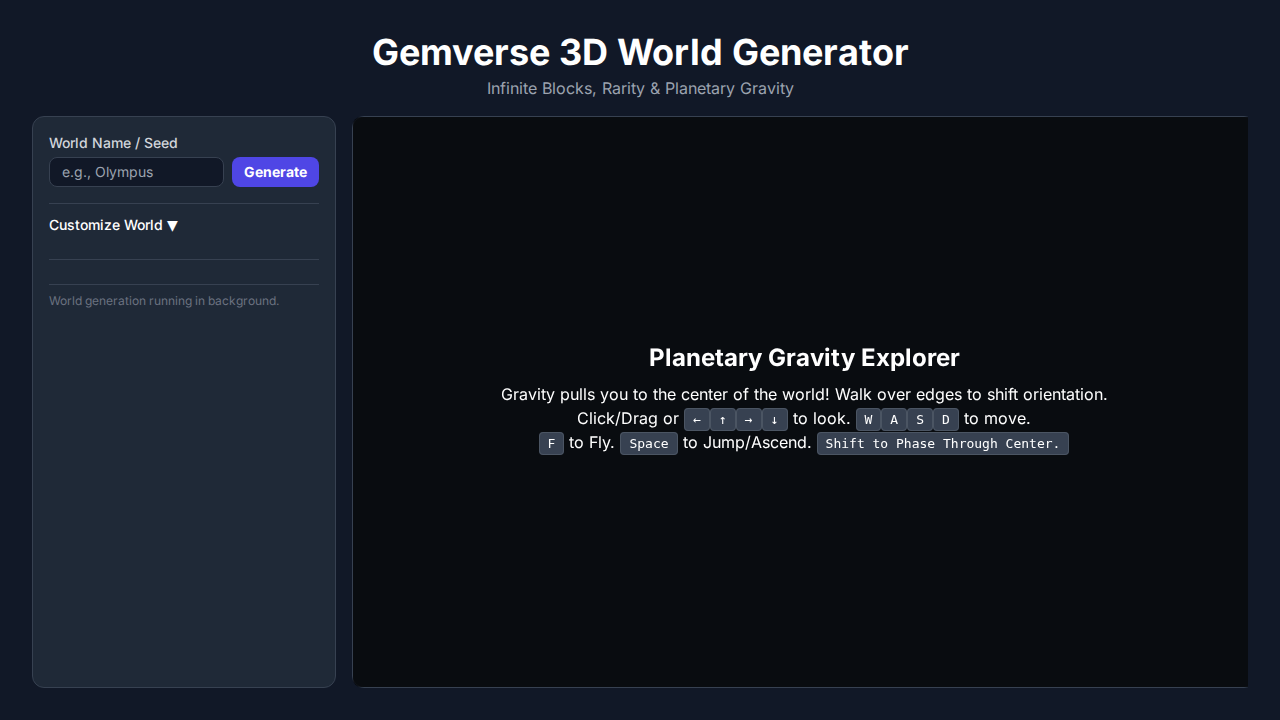 Gemverse 3D World Generator
Infinite Blocks, Rarity & Planetary Gravity
World Name / Seed
e.g., Olympus
Generate
Customize World ▼
World generation running in background.
Planetary Gravity Explorer
Gravity pulls you to the center of the world! Walk over edges to shift orientation.
Click/Drag or ← ↑ → ↓ to look. W A S D to move.
F to Fly. Space to Jump/Ascend. Shift to Phase Through Center.